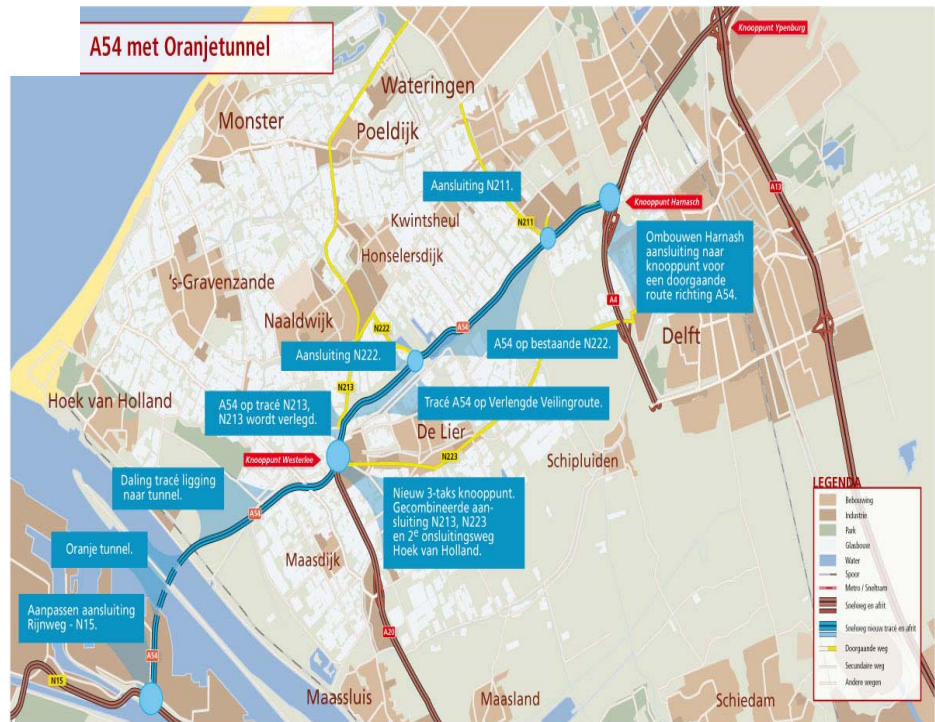 A54 met Oranjetunnel
Knooppunt Ypenburg
Wateringen
Monster
Poeldijk
A13
Aansluiting N211.
Knooppunt Harnasch
Kwintsheul
N211
Honselersdijk
Ombouwen Harnash
aansluiting naar
knooppunt voor
een doorgaande
route richting A54.
's-Gravenzande
A4
Naaldwijk
N222
A54
A54 op bestaande N222.
Delft
Aansluiting N222.
N213
Hoek van Holland
A54 op tracé N213,
N213 wordt verlegd.
Tracé A54 op Verlengde Veilingroute.
De Lier
Knooppunt Westerlee
N223
Schipluiden
Daling tracé ligging
naar tunnel.
A54
Nieuw 3-taks knooppunt.
Gecombineerde aan-
sluiting N213, N223
en 2e onsluitingsweg
Hoek van Holland.
Oranje tunnel.
Maasdijk
Aanpassen aansluiting
Rijnweg - N15.
A54
A20
N15
Maassluis
Maasland
Schiedam
LEGENDA
Bebouwing
Industrie
Park
Glasbouw
Water
Spoor
Metro / Sneltram
Snelweg en afrit
Snelweg nieuw tracé en afrit
Doorgaande weg
Secundaire weg
Andere wegen